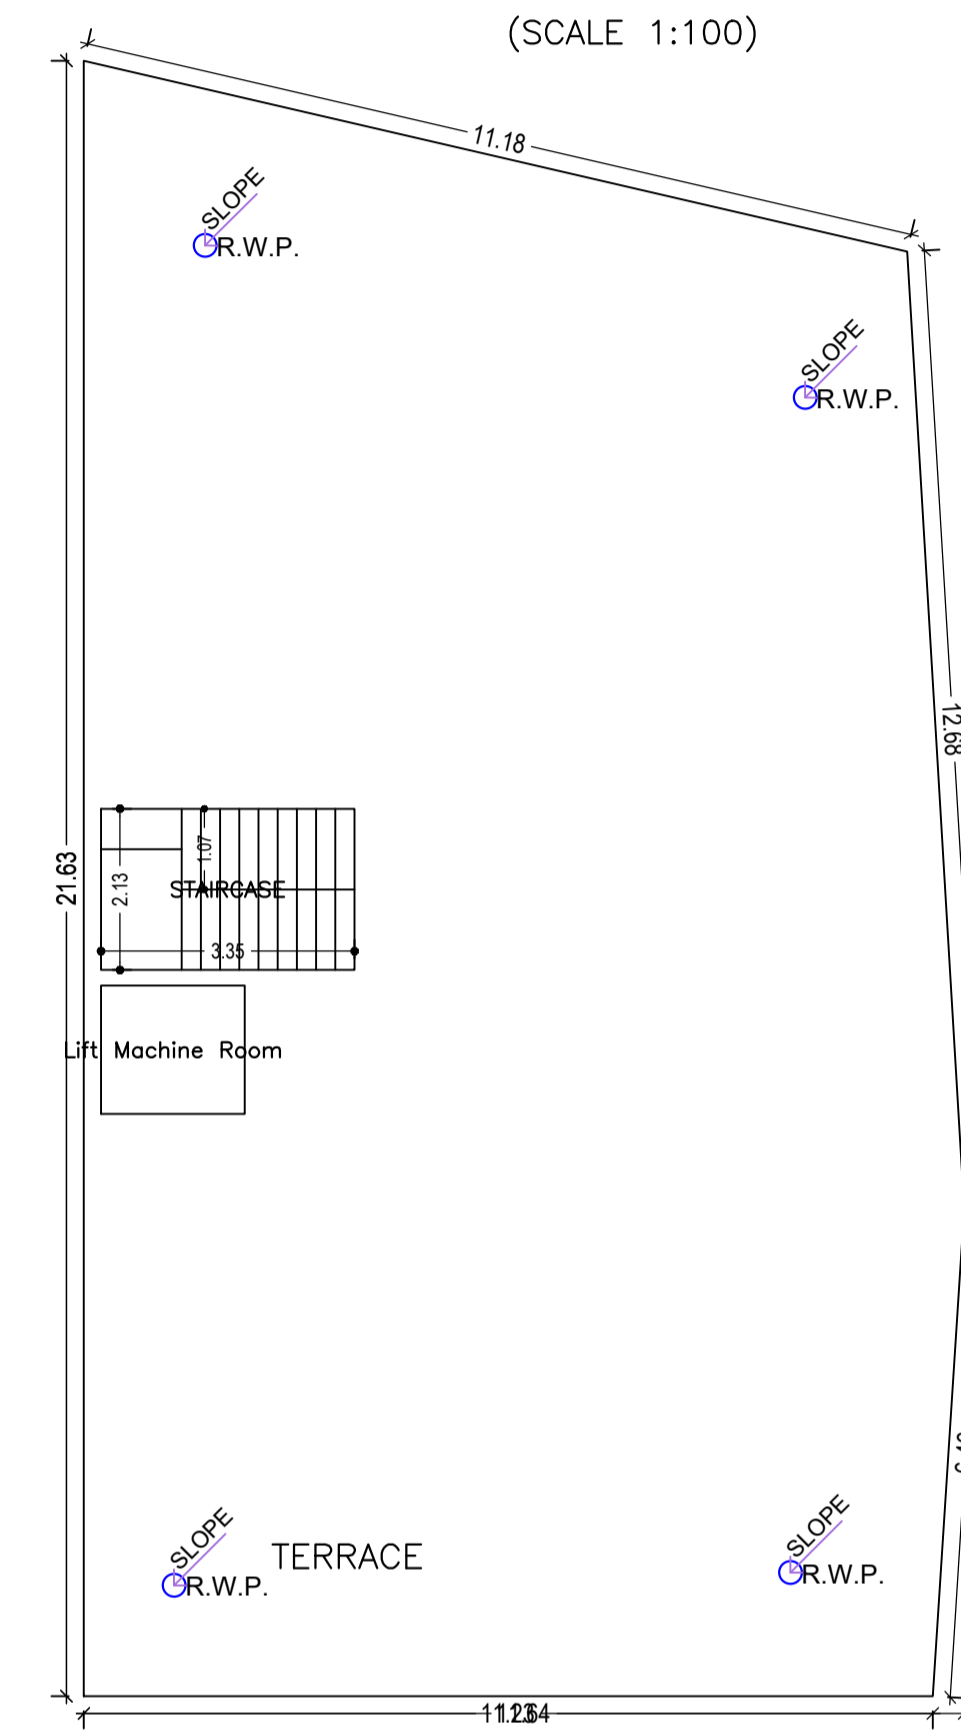 (SCALE 1:100)
11.18
SLOPE
R.W.P.
SLOPE
R.W.P.
12.68
21.63
1.07
2.13
STAIRCASE
3.35
Lift Machine Room
SLOPE
R.W.P.
TERRACE
SLOPE
R.W.P.